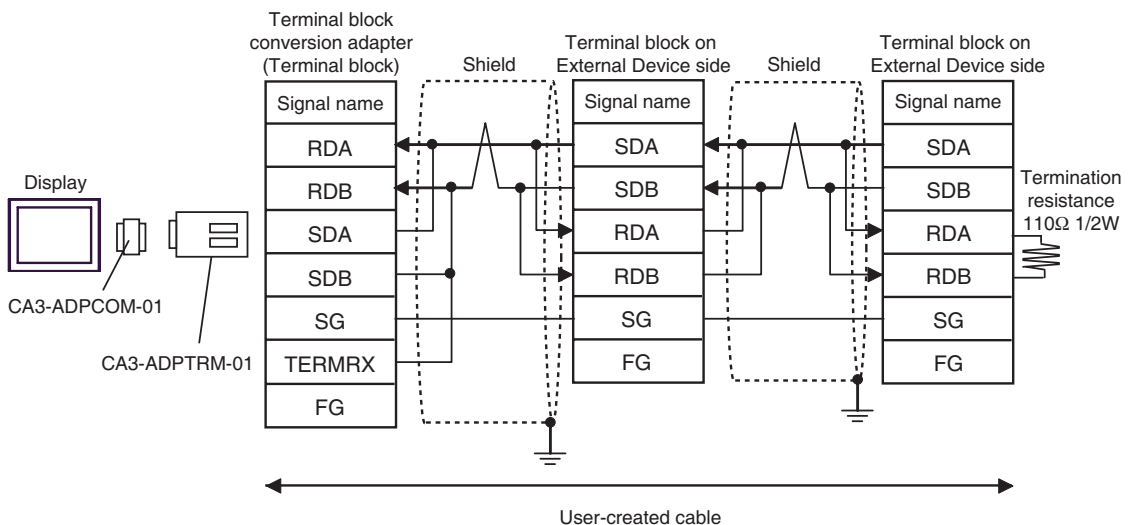 Terminal block
conversion adapter
(Terminal block)
Shield
Terminal block on
External Device side
Shield
Terminal block on
External Device side
Signal name
RDA
RDB
SDA
SDB
SG
TERMRX
FG
Signal name
SDA
SDB
RDA
RDB
SG
FG
Signal name
SDA
SDB
RDA
RDB
SG
FG
Display
CA3-ADPCOM-01
CA3-ADPTRM-01
Termination
resistance
110Ω 1/2W
User-created cable